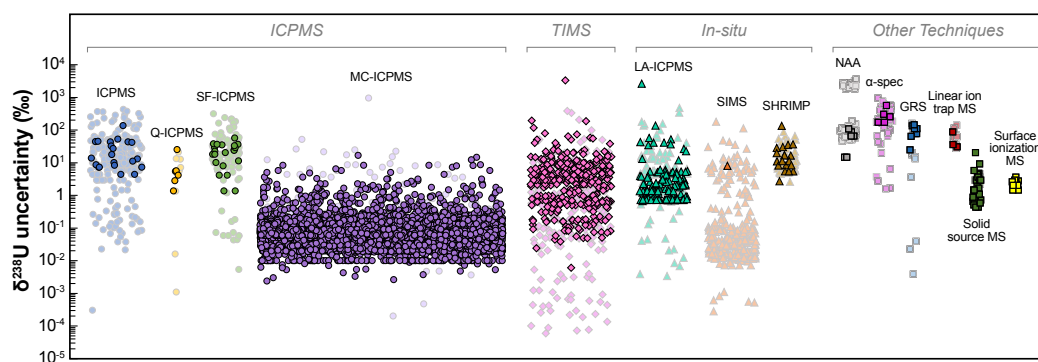 ICPMS
TIMS
In-situ
Other Techniques
δ²³⁸U uncertainty (‰)
10⁴
10³
10²
10¹
1
10⁻¹
10⁻²
10⁻³
10⁻⁴
10⁻⁵
ICPMS
Q-ICPMS
SF-ICPMS
MC-ICPMS
LA-ICPMS
SIMS
SHRIMP
NAA
α-spec
GRS
Linear ion
trap MS
Solid
source MS
Surface
ionization
MS